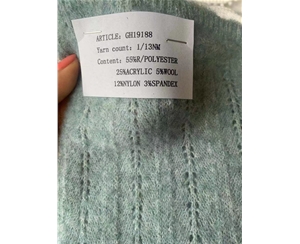 ARTICLE: GH19188
Yarn count: 1/13NM
Content: 55%R/POLYESTER
25%ACRYLIC 5%WOOL
12%NYLON 3%SPANDEX